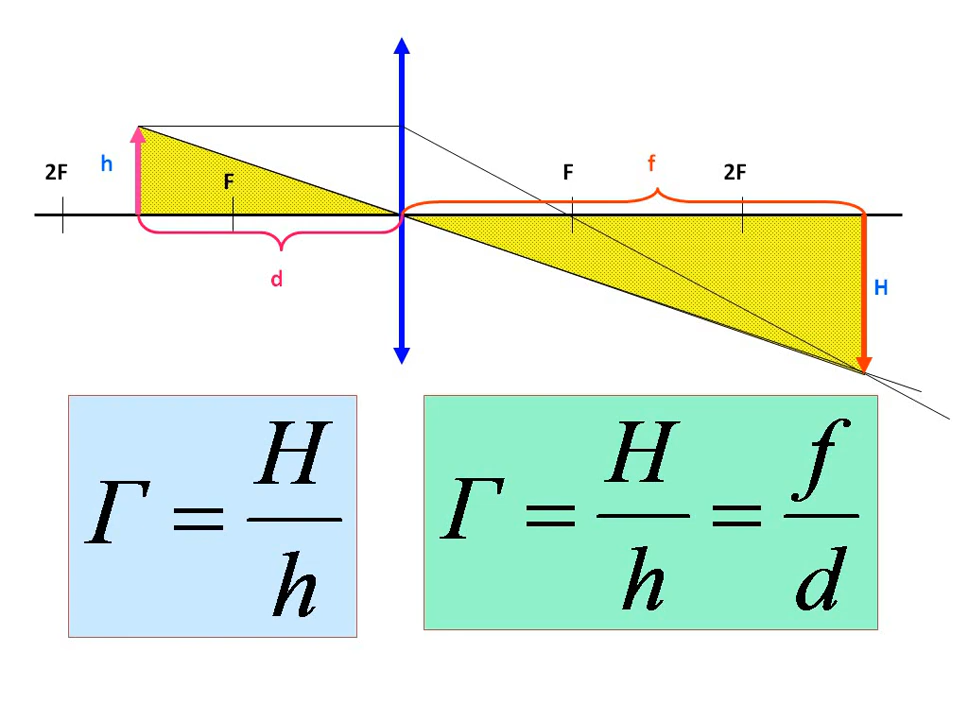 f
2F F F 2F
h
d
H
Г = H/h
Г = H/h = f/d